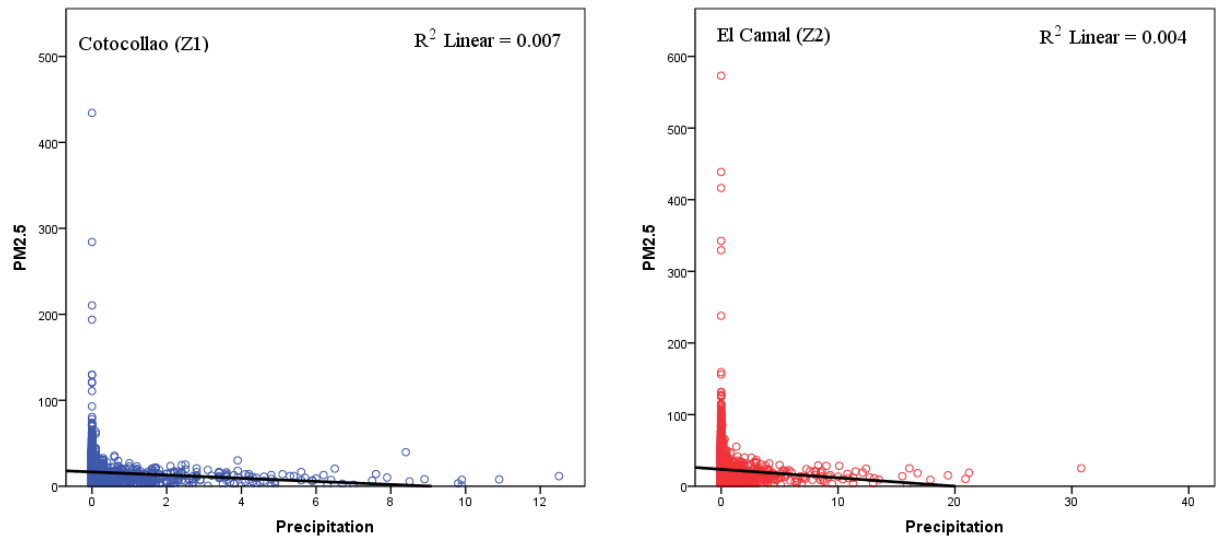 Cotocollao (Z1)
R² Linear = 0.007
500
400
300
200
100
0
PM2.5
0 2 4 6 8 10 12
Precipitation
El Camal (Z2)
R² Linear = 0.004
600
500
400
300
200
100
0
PM2.5
0 10 20 30 40
Precipitation